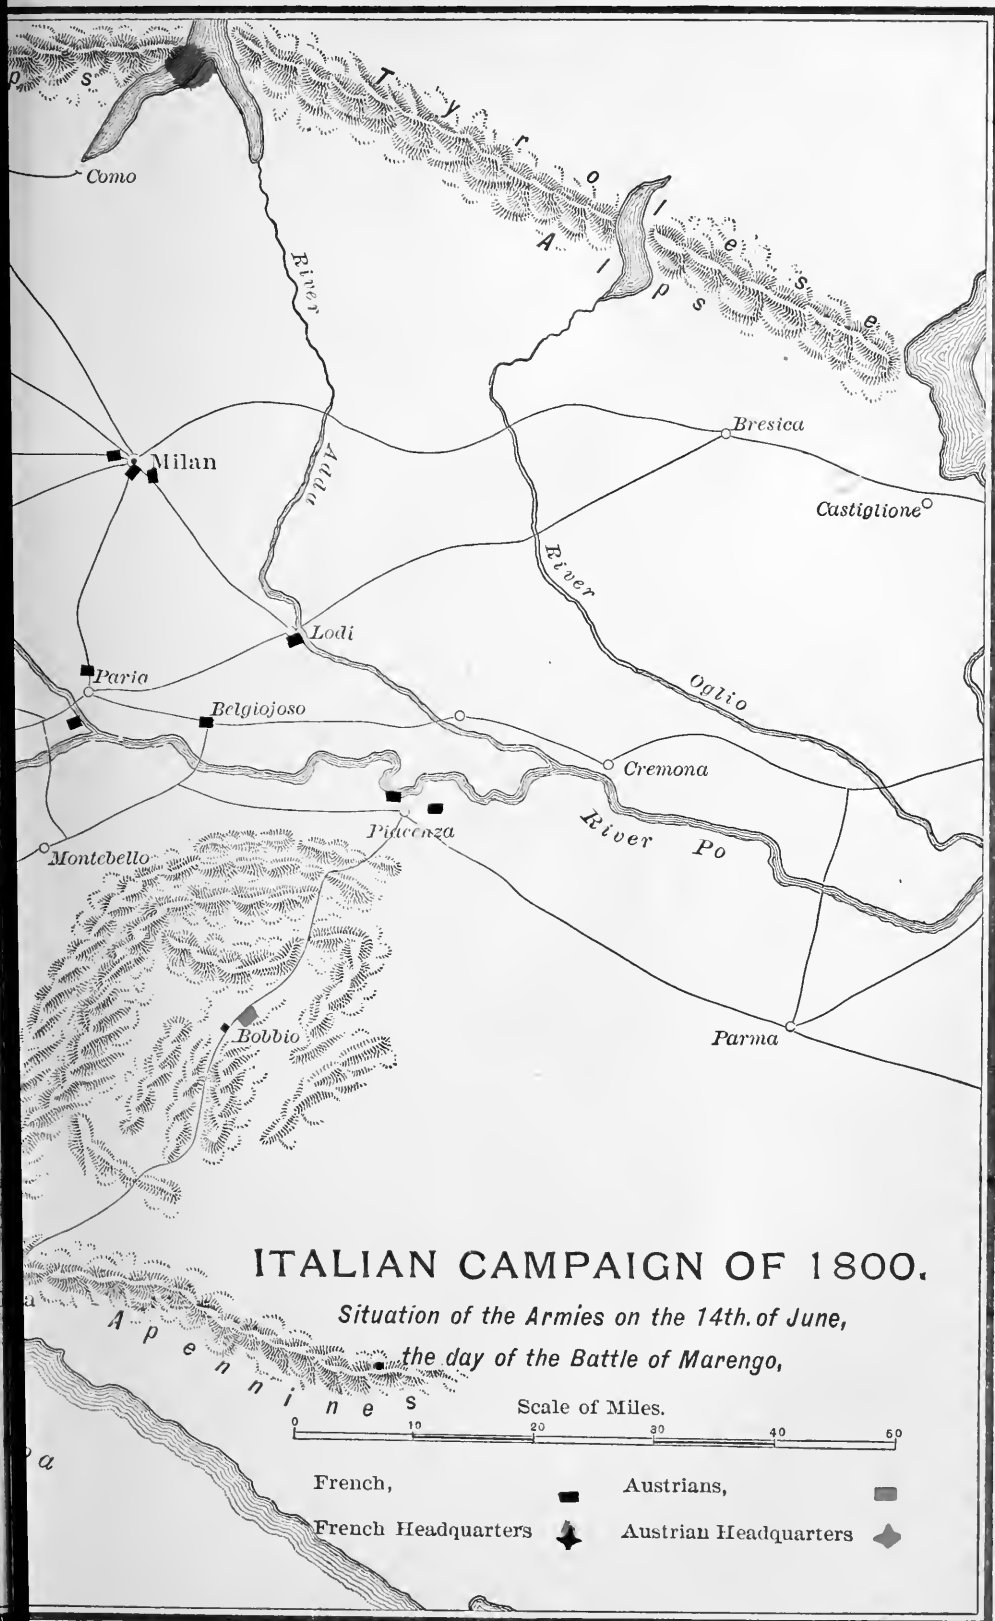 p s
Tyrolese
Alps
Como
River
Adda
Bresica
Milan
Castiglione
River
Oglio
Lodi
Paria
Belgiojoso
Cremona
Piacenza
River Po
Montebello
Bobbio
Parma
ITALIAN CAMPAIGN OF 1800.
Situation of the Armies on the 14th. of June,
the day of the Battle of Marengo,
a
Apennines
Scale of Miles.
0 10 20 30 40 50
a
French, Austrians,
French Headquarters Austrian Headquarters